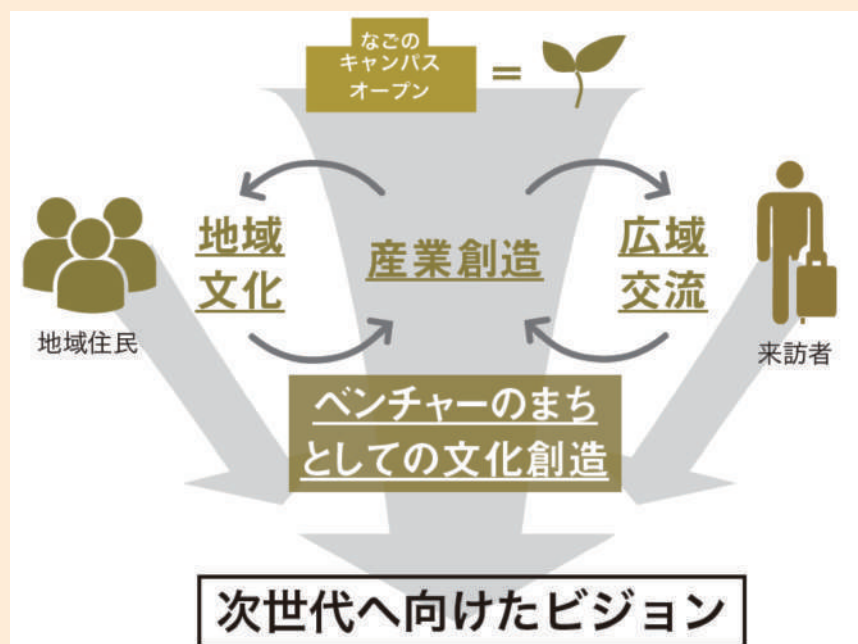 なごの
キャンパス
オープン
=
地域
文化
産業創造
広域
交流
地域住民
来訪者
ベンチャーのまち
としての文化創造
次世代へ向けたビジョン